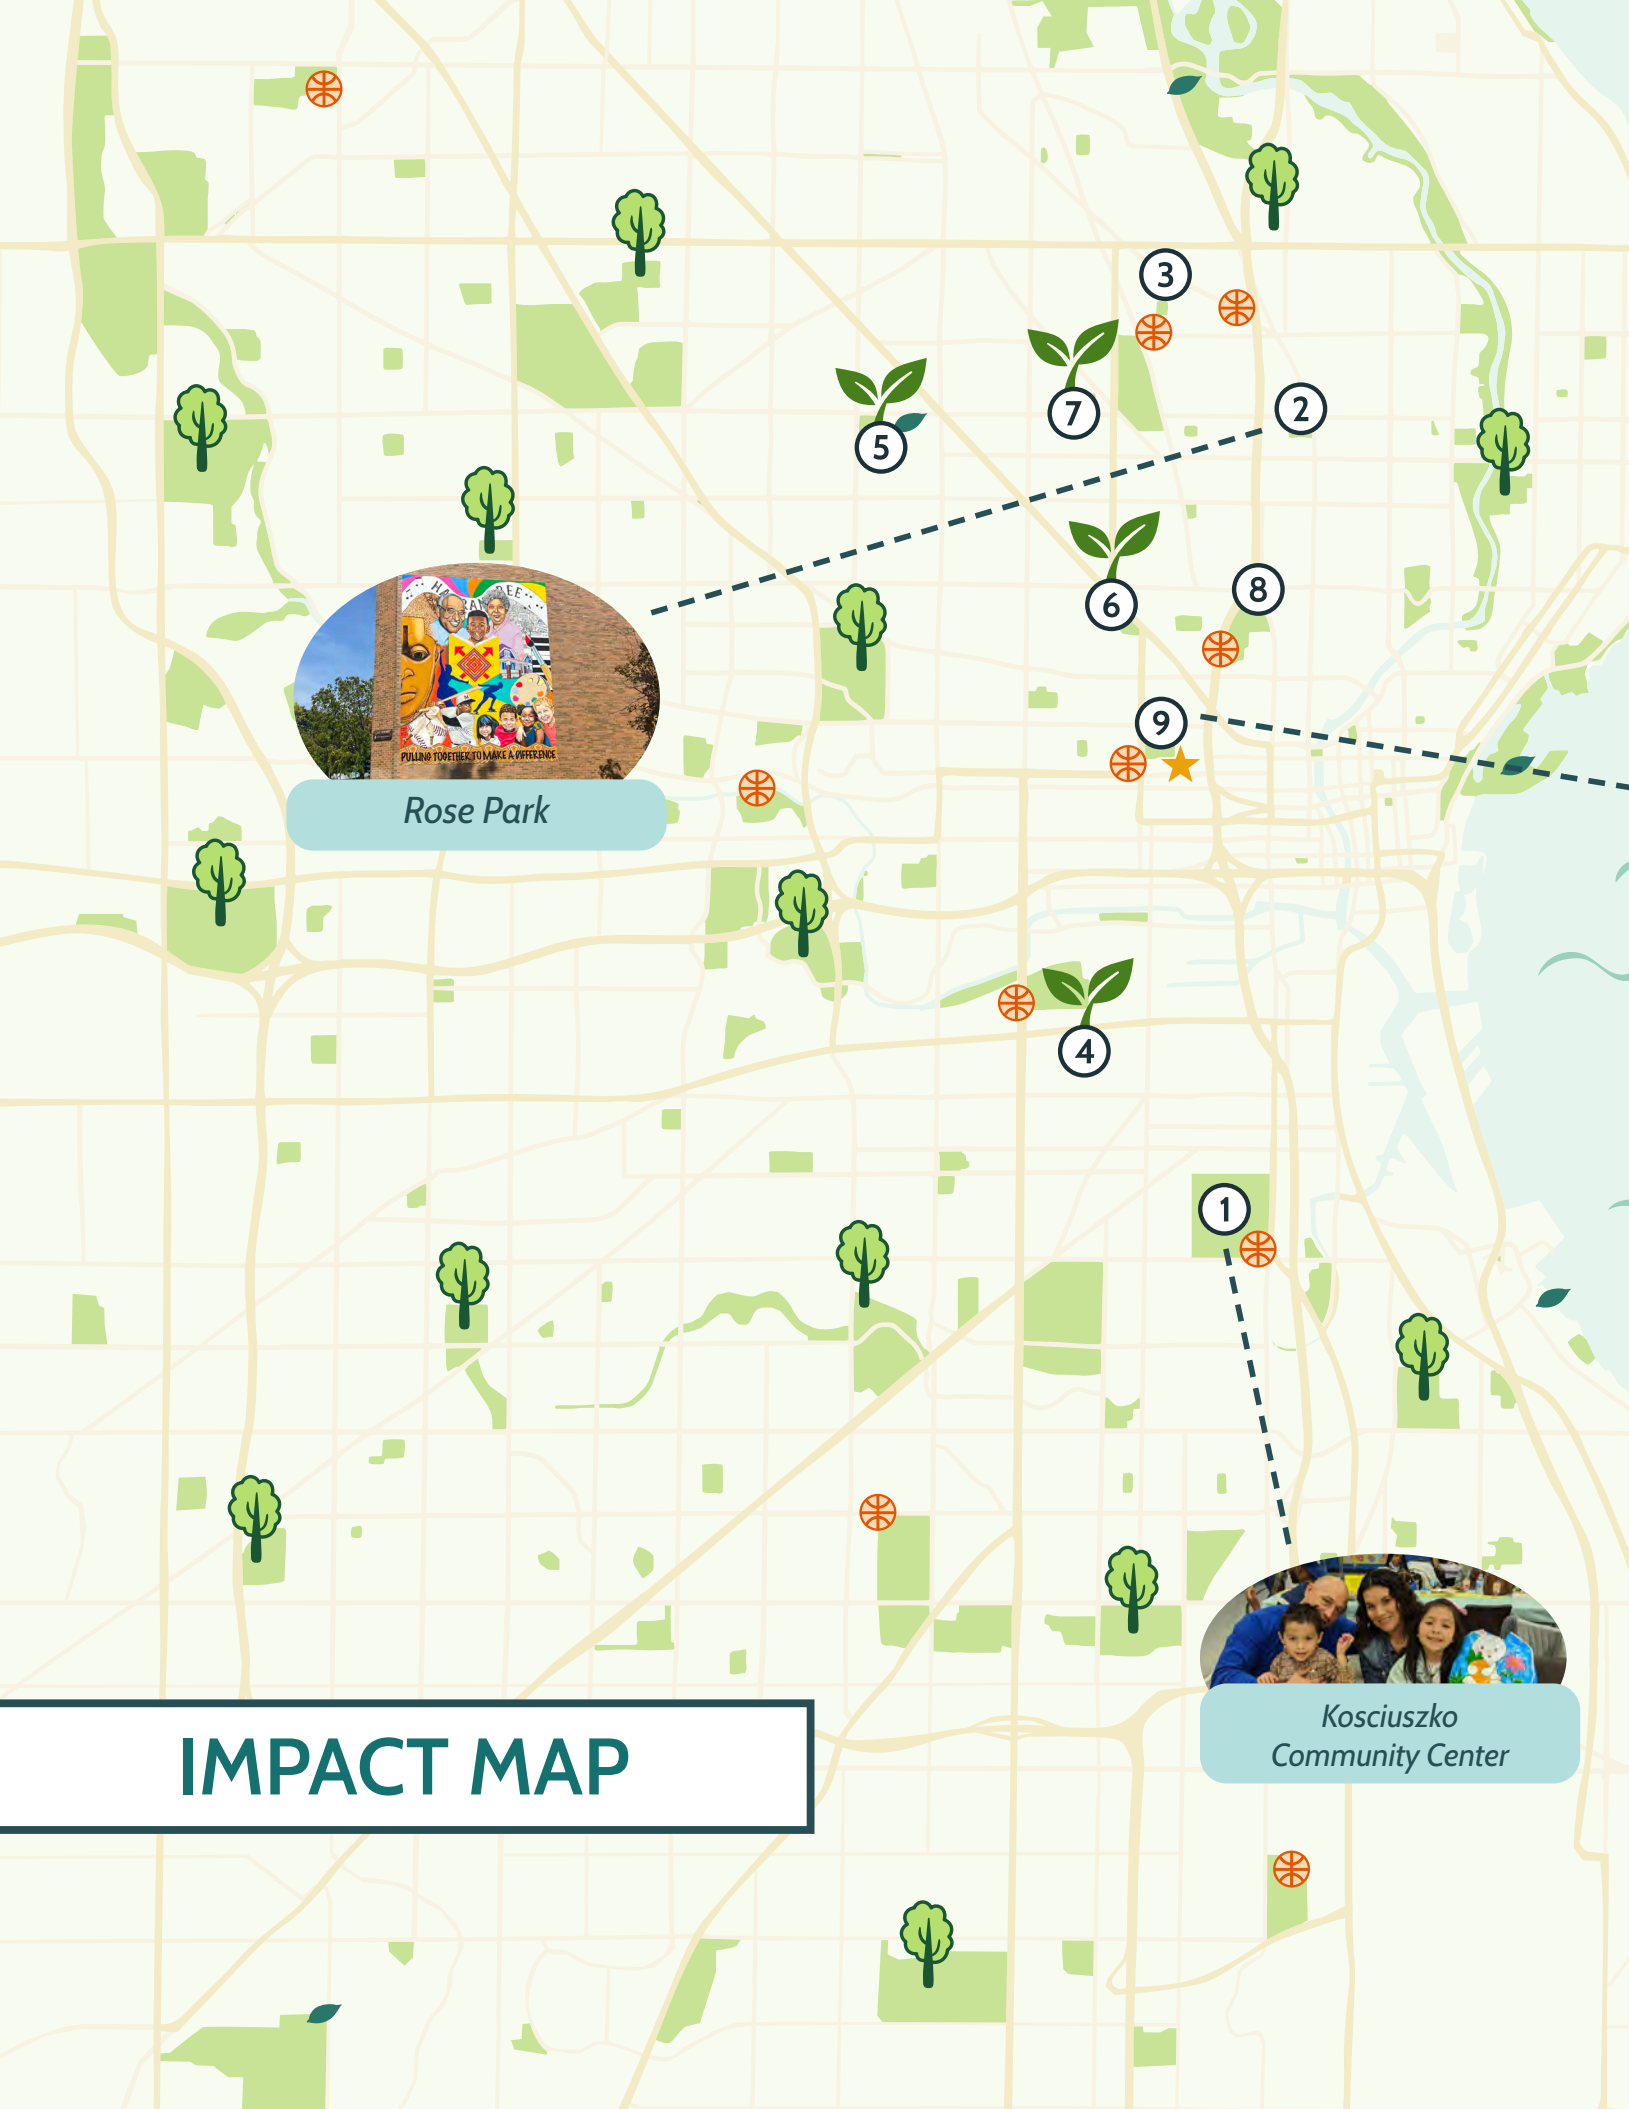 3
2
7
5
8
6
PULLING TOGETHER TO MAKE A DIFFERENCE
9
Rose Park
4
1
Kosciuszko
Community Center
IMPACT MAP